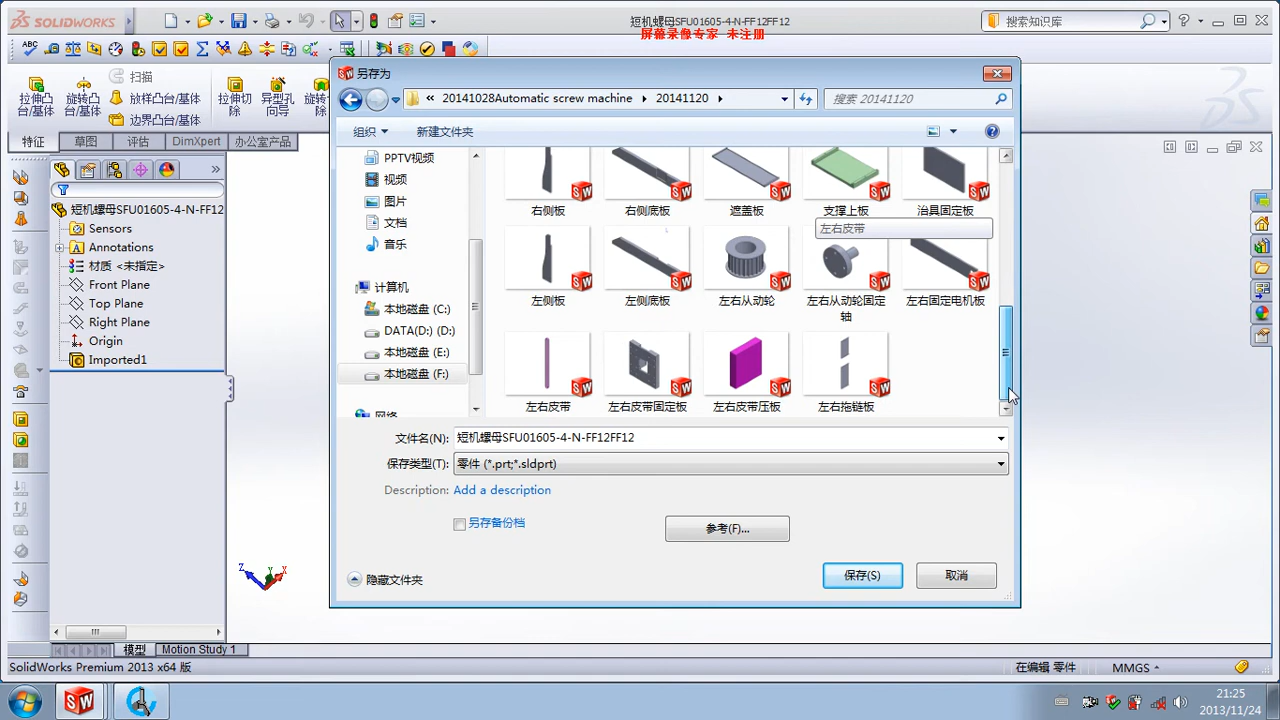 SOLIDWORKS
短机螺母SFU01605-4-N-FF12FF12
屏幕录像专家 未注册
搜索知识库
拉伸凸台/基体
旋转凸台/基体
扫描
放样凸台/基体
边界凸台/基体
拉伸切除
异型孔向导
旋转
特征
草图
评估
DimXpert
办公室产品
短机螺母SFU01605-4-N-FF12
Sensors
Annotations
材质 <未指定>
Front Plane
Top Plane
Right Plane
Origin
Imported1
另存为
20141028Automatic screw machine
20141120
搜索 20141120
组织
新建文件夹
PPTV视频
视频
图片
文档
音乐
计算机
本地磁盘 (C:)
DATA(D:) (D:)
本地磁盘 (E:)
本地磁盘 (F:)
网络
右侧板
右侧底板
遮盖板
支撑上板
治具固定板
左右皮带
左侧板
左侧底板
左右从动轮
左右从动轮固定轴
左右固定电机板
左右皮带
左右皮带固定板
左右皮带压板
左右拖链板
文件名(N):
短机螺母SFU01605-4-N-FF12FF12
保存类型(T):
零件 (*.prt;*.sldprt)
Description:
Add a description
另存备份档
参考(F)...
隐藏文件夹
保存(S)
取消
模型
Motion Study 1
SolidWorks Premium 2013 x64 版
在编辑 零件
MMGS
21:25
2013/11/24